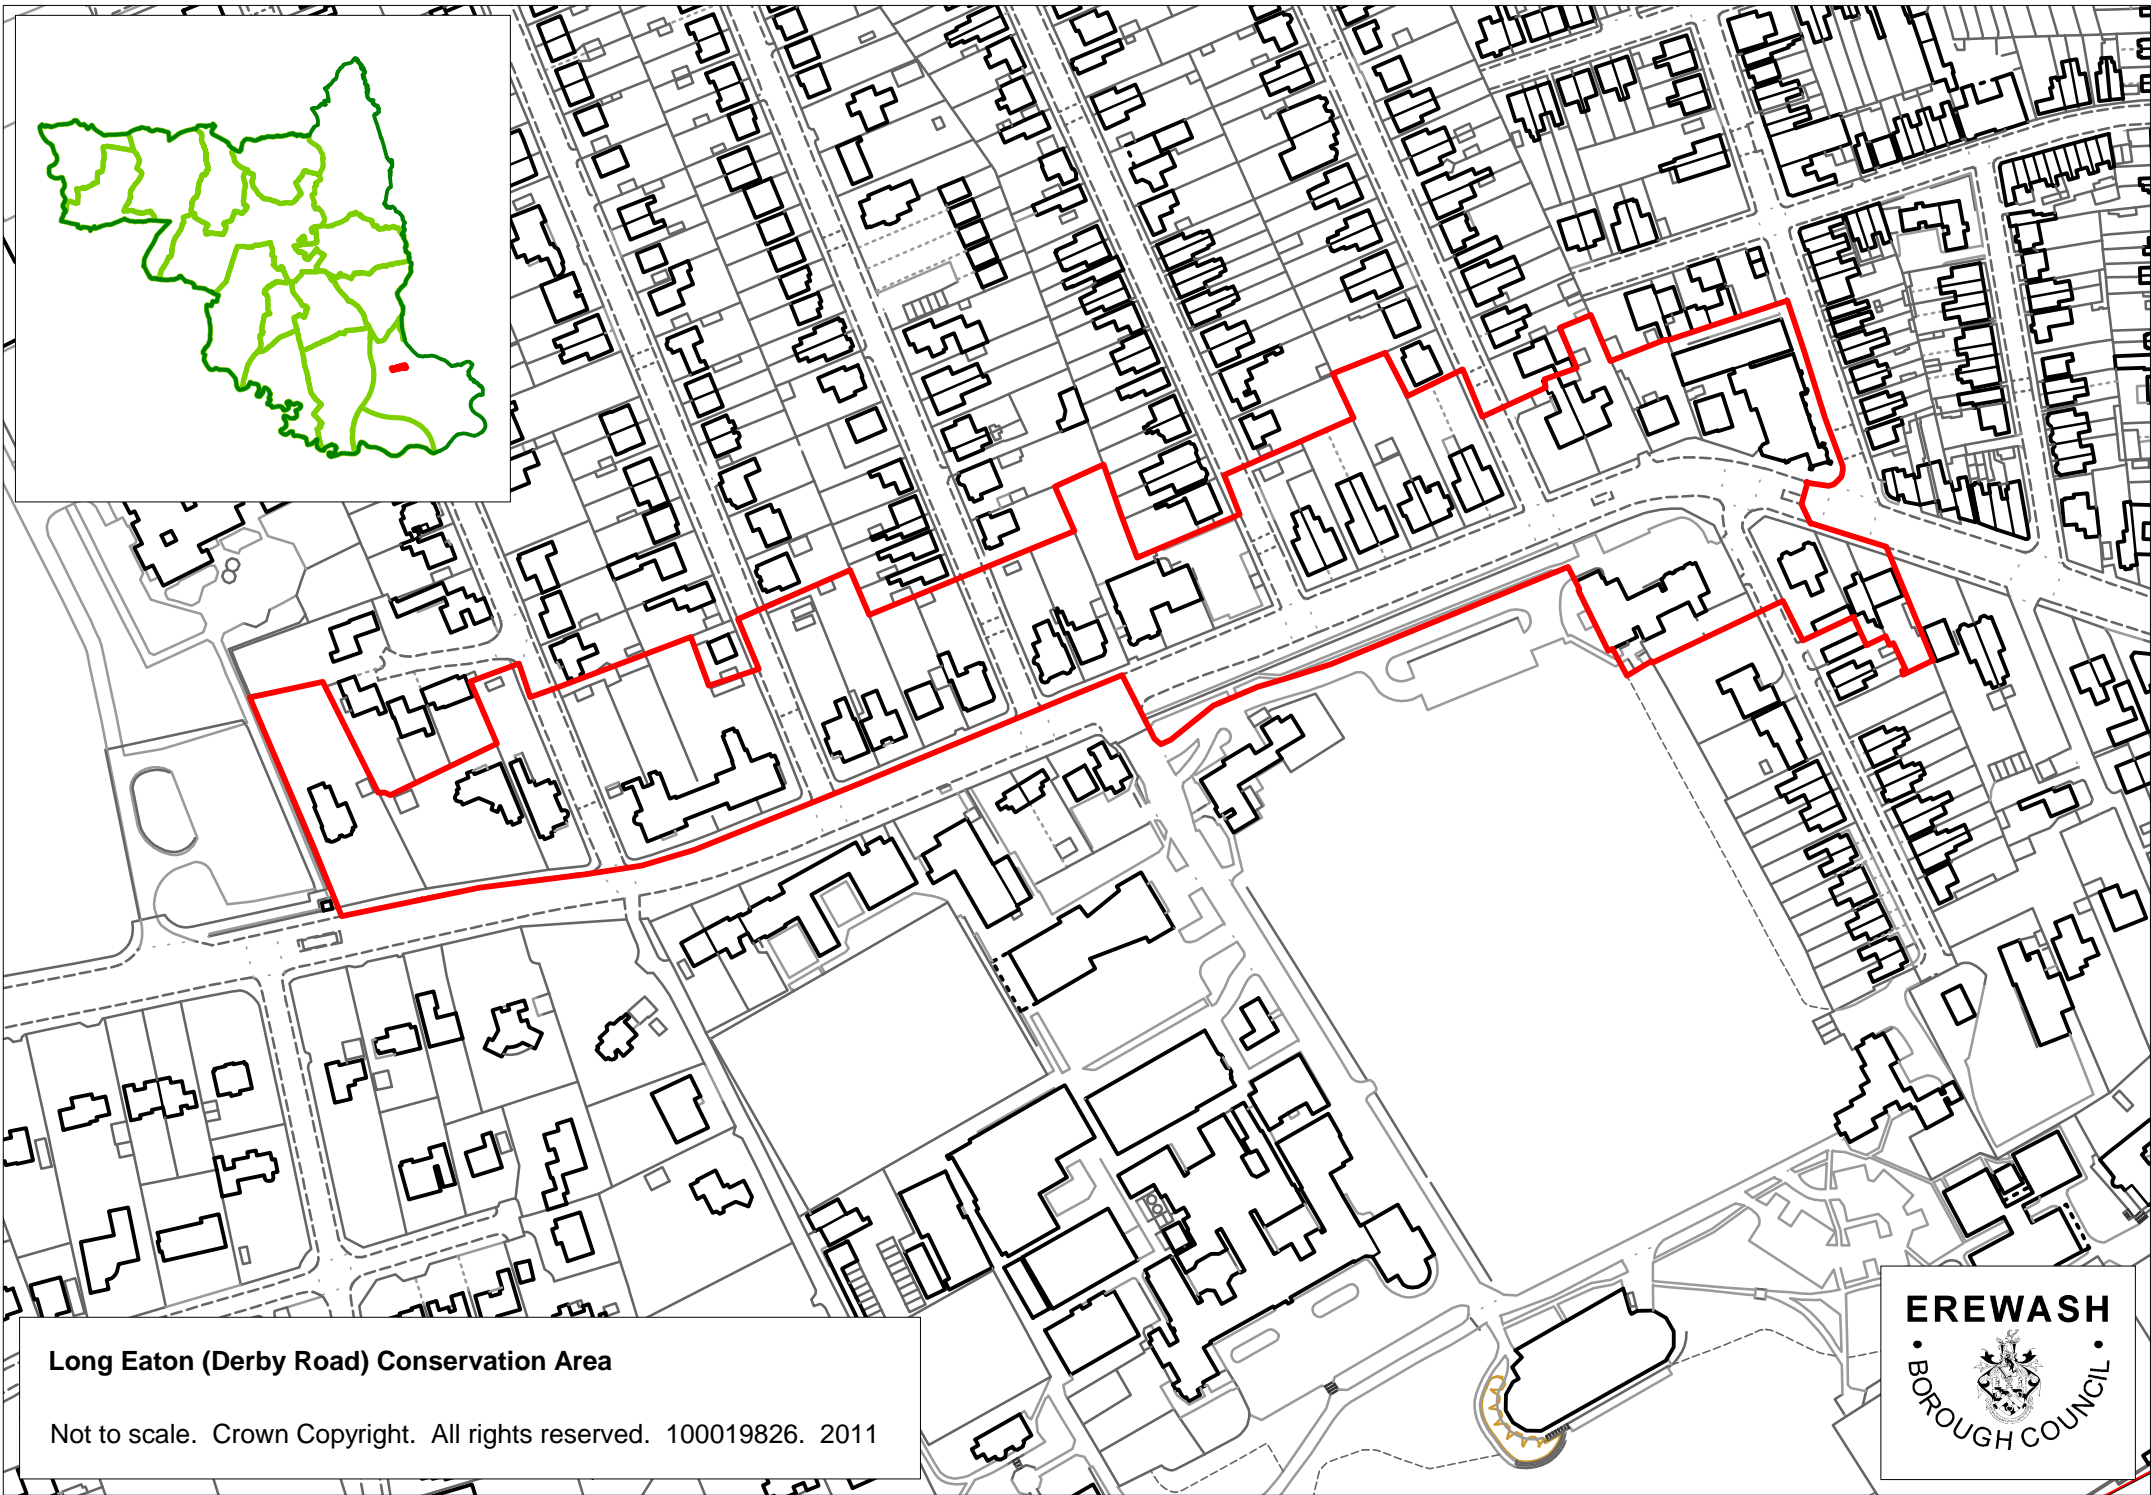 Long Eaton (Derby Road) Conservation Area
Not to scale. Crown Copyright. All rights reserved. 100019826. 2011
EREWASH
• BOROUGH COUNCIL •